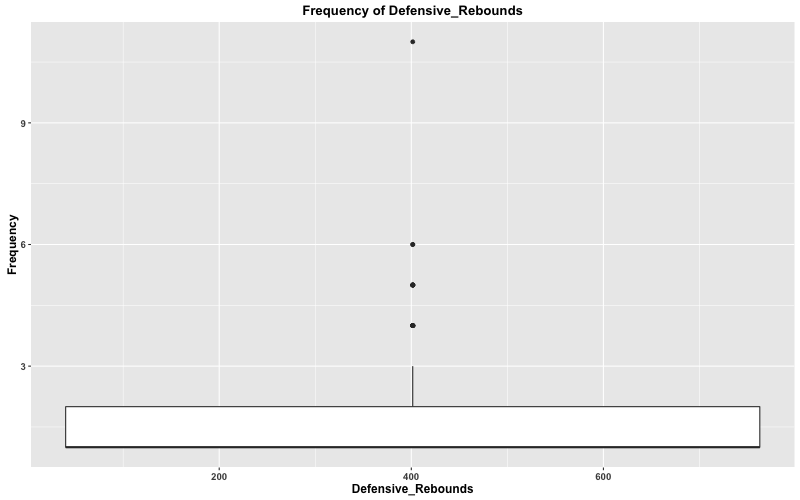 Frequency of Defensive_Rebounds
Frequency
9
6
3
200 400 600
Defensive_Rebounds